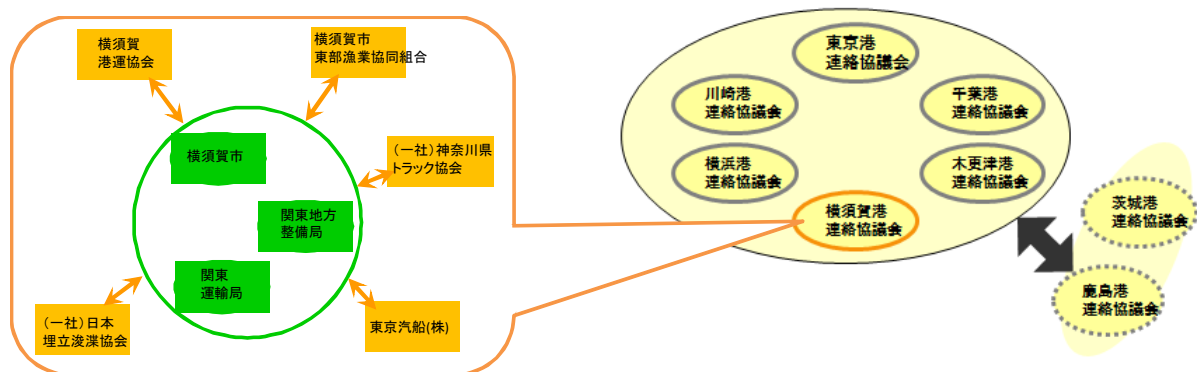 横須賀
港運協会
横須賀市
東部漁業協同組合
横須賀市
(一社)神奈川県
トラック協会
関東地方
整備局
関東
運輸局
(一社)日本
埋立浚渫協会
東京汽船(株)
東京港
連絡協議会
川崎港
連絡協議会
千葉港
連絡協議会
横浜港
連絡協議会
木更津港
連絡協議会
横須賀港
連絡協議会
茨城港
連絡協議会
鹿島港
連絡協議会